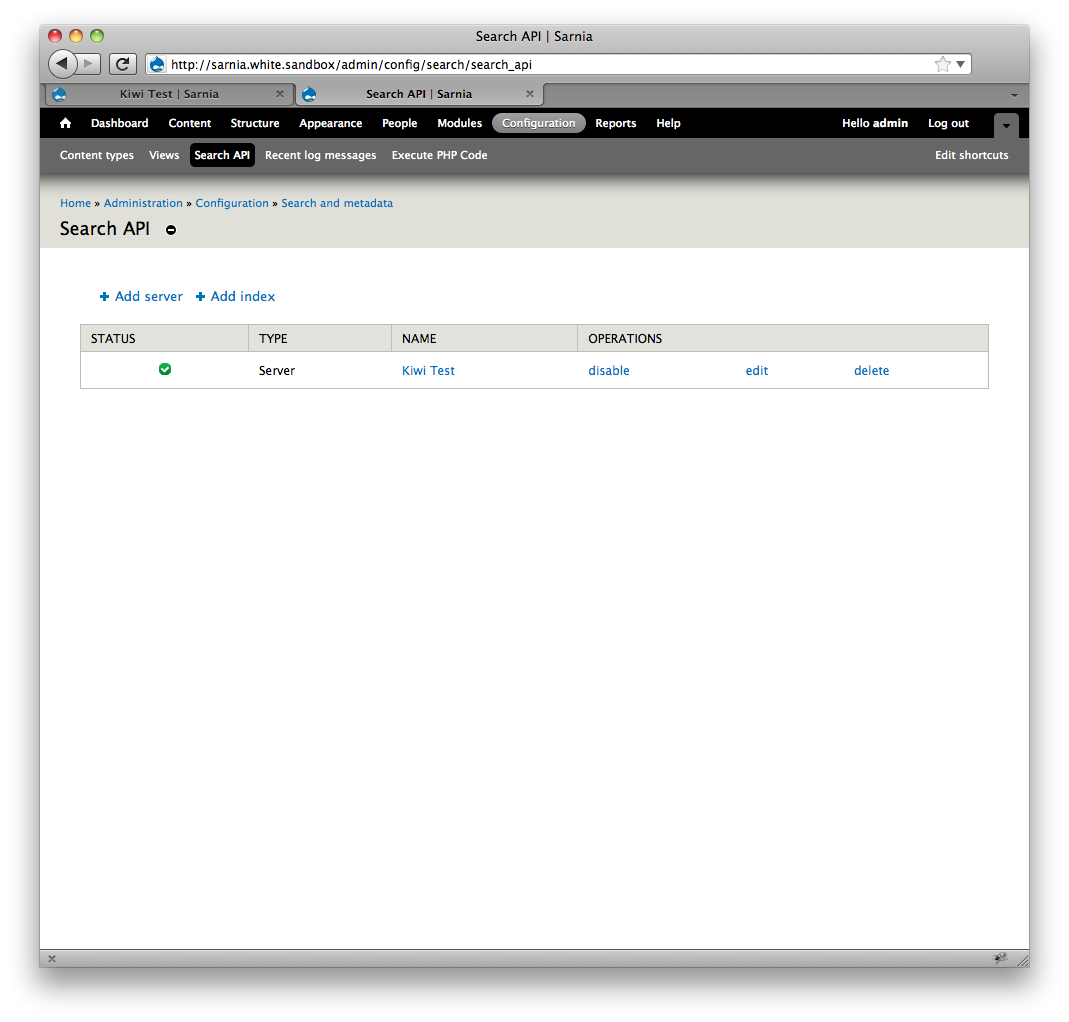 Search API | Sarnia
http://sarnia.white.sandbox/admin/config/search/search_api
Kiwi Test | Sarnia Search API | Sarnia
Dashboard Content Structure Appearance People Modules Configuration Reports Help Hello admin Log out
Content types Views Search API Recent log messages Execute PHP Code Edit shortcuts
Home » Administration » Configuration » Search and metadata
Search API
Add server Add index
STATUS TYPE NAME OPERATIONS
Server Kiwi Test disable edit delete